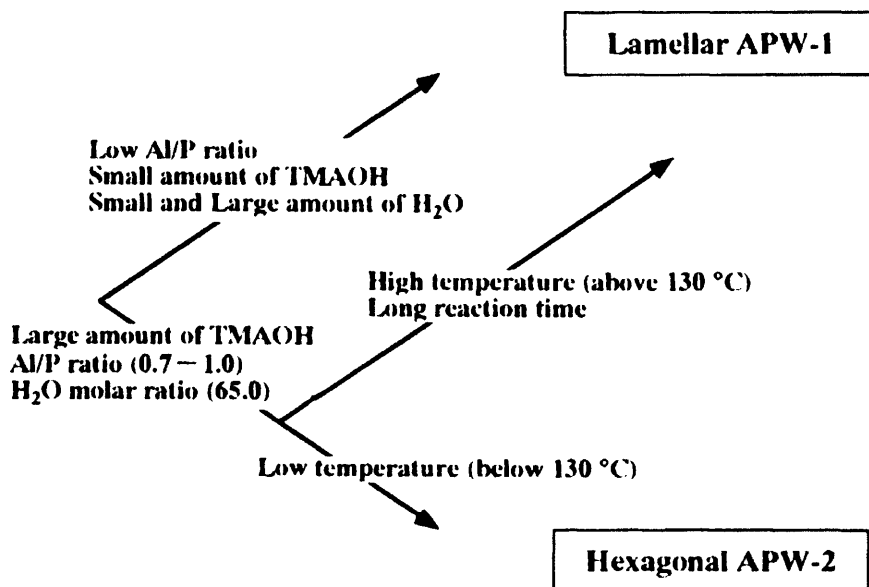 Lamellar APW-1
Low Al/P ratio
Small amount of TMAOH
Small and Large amount of H₂O
High temperature (above 130 °C)
Long reaction time
Large amount of TMAOH
Al/P ratio (0.7 — 1.0)
H₂O molar ratio (65.0)
Low temperature (below 130 °C)
Hexagonal APW-2